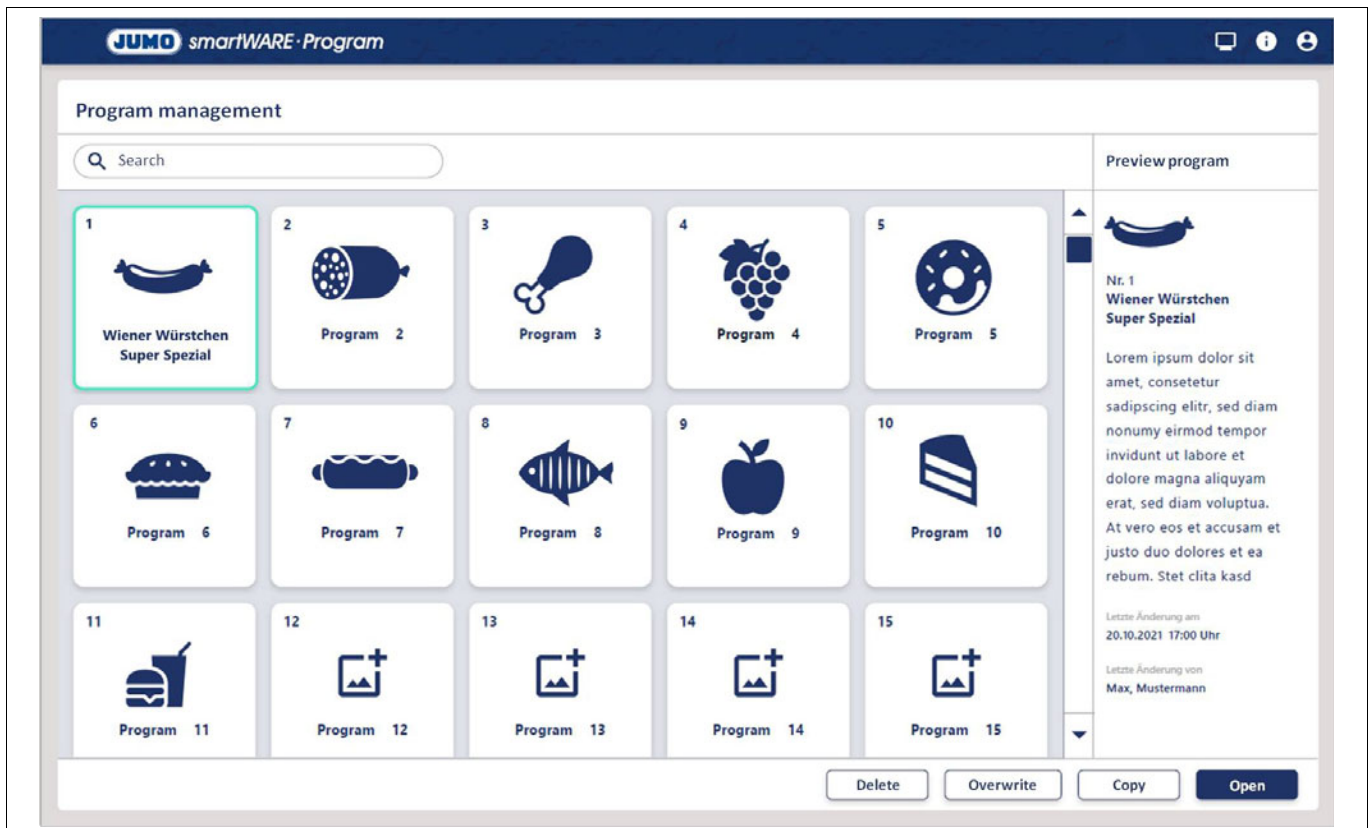 JUMO smartWARE·Program
Program management
Search
Preview program
1
Wiener Würstchen
Super Spezial
2
Program 2
3
Program 3
4
Program 4
5
Program 5
6
Program 6
7
Program 7
8
Program 8
9
Program 9
10
Program 10
11
Program 11
12
Program 12
13
Program 13
14
Program 14
15
Program 15
Nr. 1
Wiener Würstchen
Super Spezial
Lorem ipsum dolor sit
amet, consetetur
sadipscing elitr, sed diam
nonumy eirmod tempor
invidunt ut labore et
dolore magna aliquyam
erat, sed diam voluptua.
At vero eos et accusam et
justo duo dolores et ea
rebum. Stet clita kasd
Letzte Änderung am
20.10.2021 17:00 Uhr
Letzte Änderung von
Max, Mustermann
Delete
Overwrite
Copy
Open